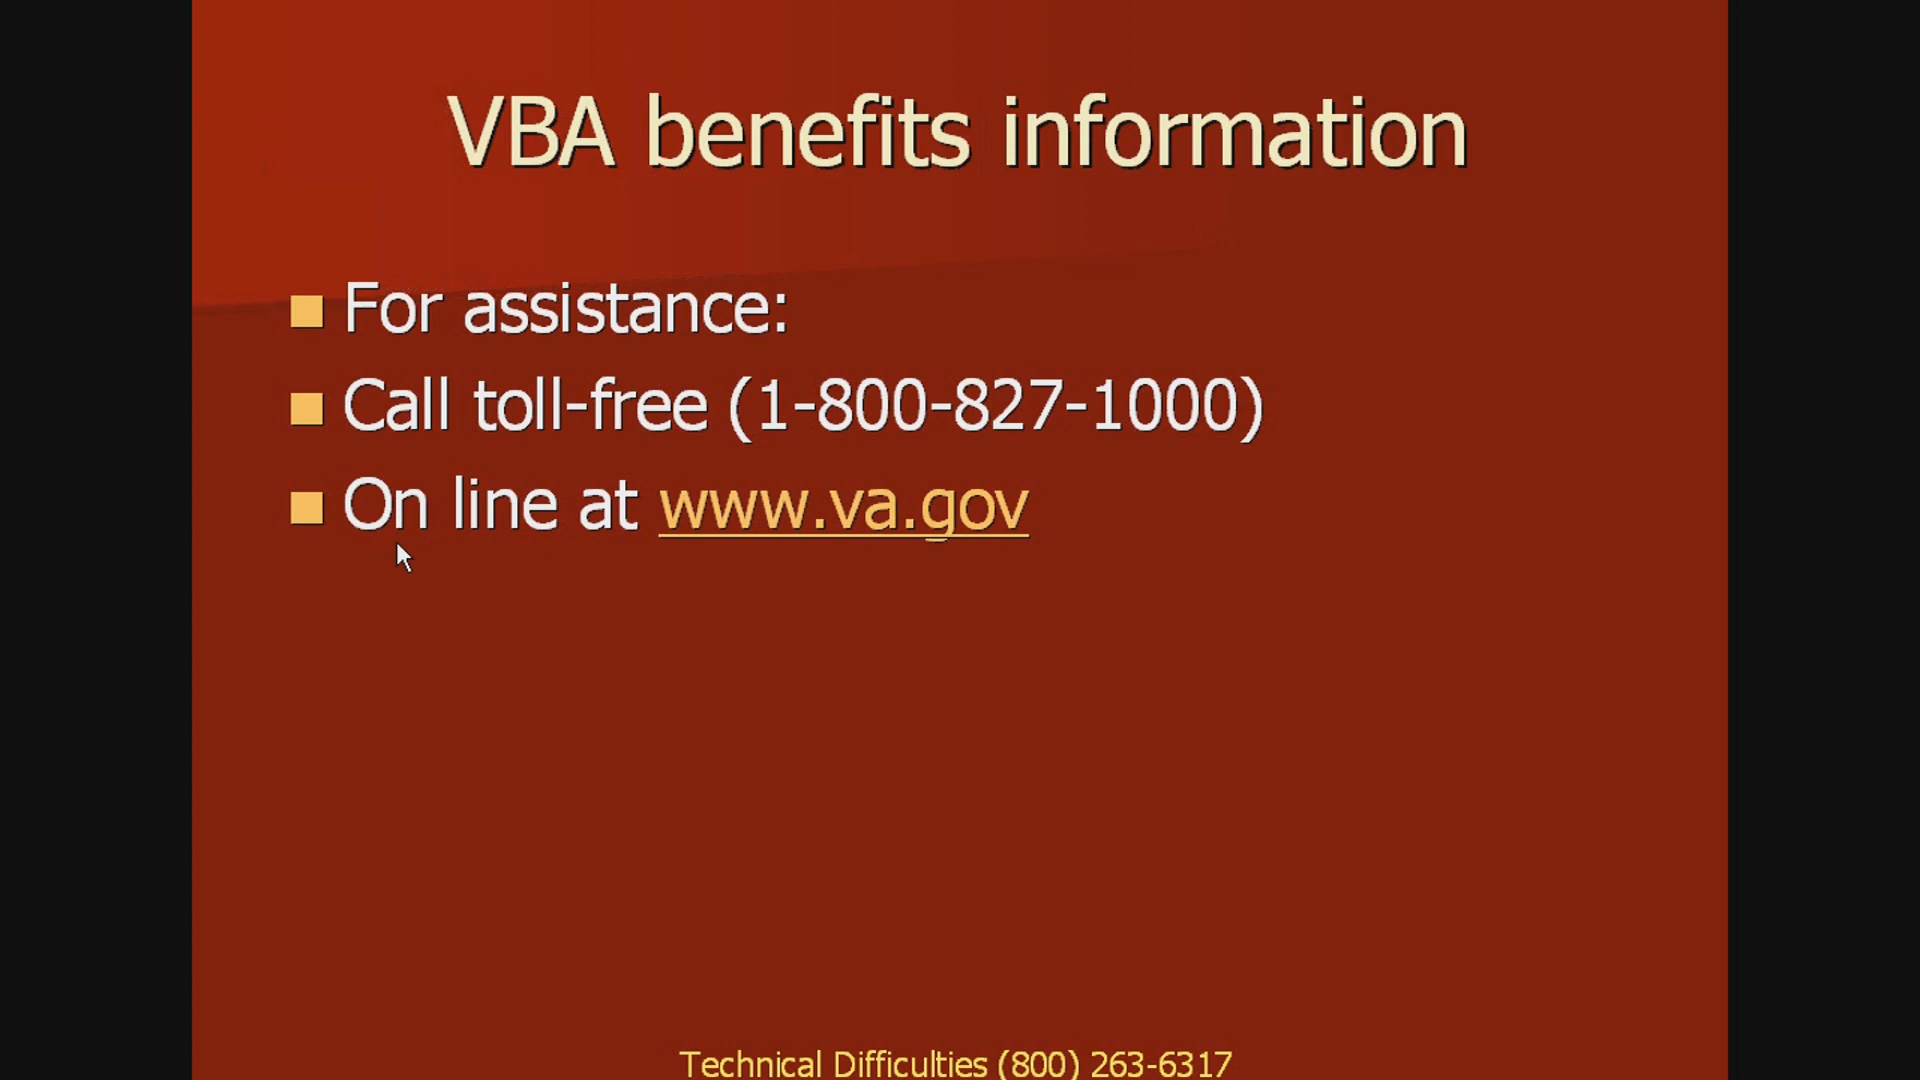 VBA benefits information
For assistance:
Call toll-free (1-800-827-1000)
On line at www.va.gov
Technical Difficulties (800) 263-6317